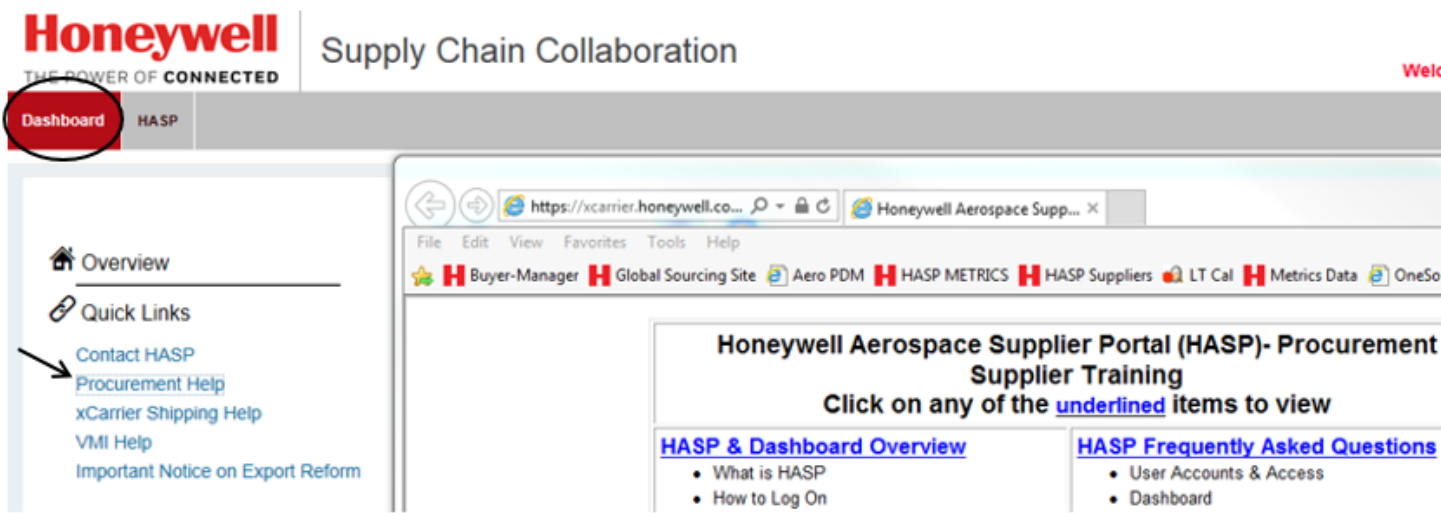 Honeywell
THE POWER OF CONNECTED
Supply Chain Collaboration
Welc
Dashboard HASP
Overview
Quick Links
Contact HASP
Procurement Help
xCarrier Shipping Help
VMI Help
Important Notice on Export Reform
https://xcarrier.honeywell.co... Honeywell Aerospace Supp...
File Edit View Favorites Tools Help
Buyer-Manager Global Sourcing Site Aero PDM HASP METRICS HASP Suppliers LT Cal Metrics Data OneSo
Honeywell Aerospace Supplier Portal (HASP)- Procurement
Supplier Training
Click on any of the underlined items to view
HASP & Dashboard Overview
• What is HASP
• How to Log On
HASP Frequently Asked Questions
• User Accounts & Access
• Dashboard